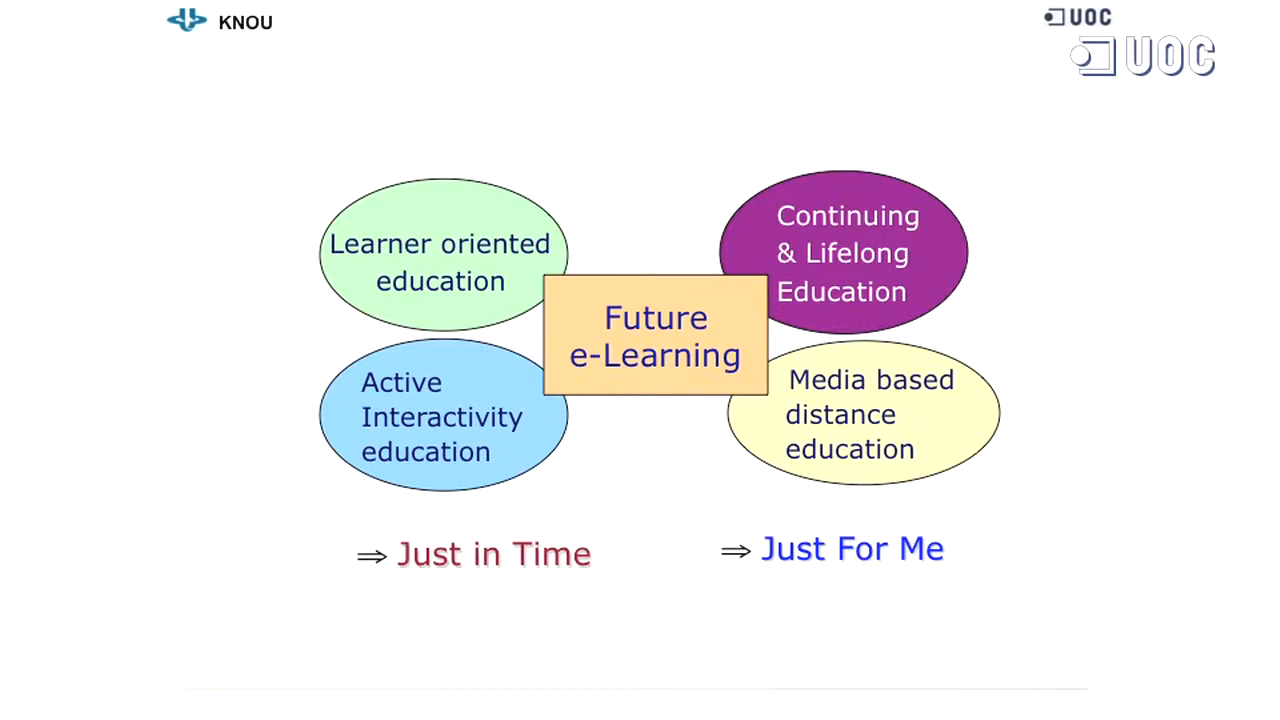 KNOU
UOC
UOC
Learner oriented
education
Continuing
& Lifelong
Education
Future
e-Learning
Active
Interactivity
education
Media based
distance
education
⇒ Just in Time
⇒ Just For Me